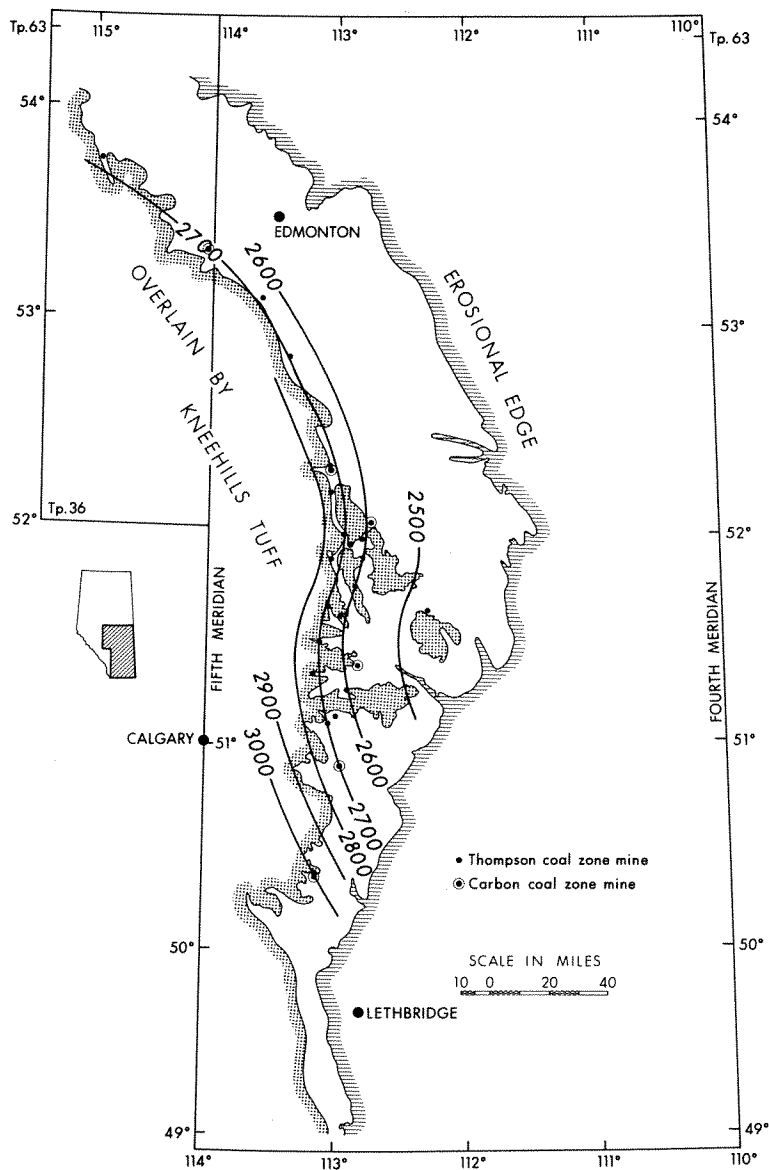 Tp.63
115°
114°
113°
112°
111°
110°
Tp.63
54°
54°
EDMONTON
2700
2600
OVERLAIN BY
KNEEHILLS TUFF
EROSIONAL EDGE
53°
53°
Tp.36
52°
52°
2500
FIFTH MERIDIAN
FOURTH MERIDIAN
2900
3000
CALGARY
51°
51°
2600
2700
2800
Thompson coal zone mine
Carbon coal zone mine
50°
50°
SCALE IN MILES
10 0 20 40
LETHBRIDGE
49°
49°
114°
113°
112°
111°
110°